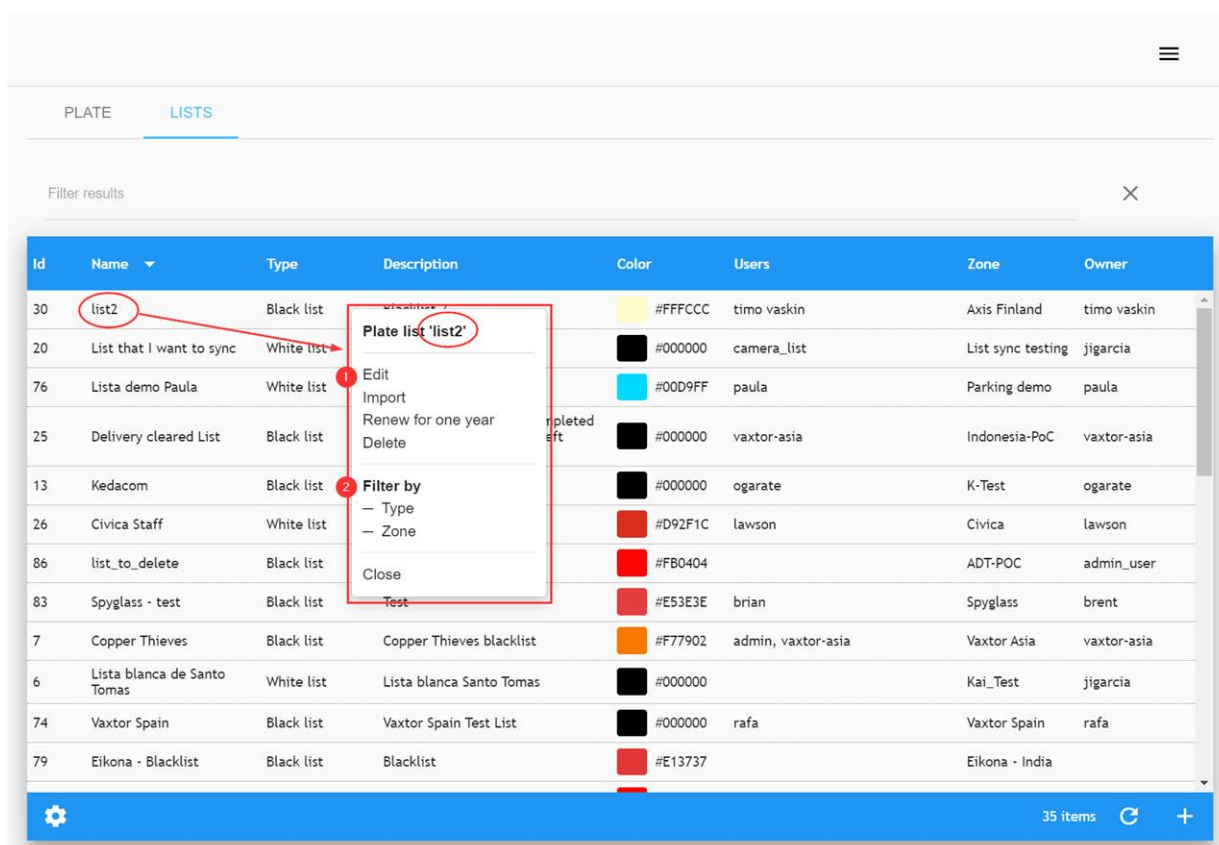 PLATE LISTS
Filter results
Id Name Type Description Color Users Zone Owner
30 list2 Black list Blacklist #FFFCCC timo vaskin Axis Finland timo vaskin
Plate list 'list2'
20 List that I want to sync White list #000000 camera_list List sync testing jigarcia
1 Edit
76 Lista demo Paula White list #00D9FF paula Parking demo paula
Import
Renew for one year
25 Delivery cleared List Black list #000000 vaxtor-asia Indonesia-PoC vaxtor-asia
Delete
13 Kedacom Black list #000000 ogarate K-Test ogarate
2 Filter by
– Type
26 Civica Staff White list #D92F1C lawson Civica lawson
– Zone
86 list_to_delete Black list #FB0404 ADT-POC admin_user
Close
83 Spyglass - test Black list Test #E53E3E brian Spyglass brent
7 Copper Thieves Black list Copper Thieves blacklist #F77902 admin, vaxtor-asia Vaxtor Asia vaxtor-asia
6 Lista blanca de Santo
Tomas White list Lista blanca Santo Tomas #000000 Kai_Test jigarcia
74 Vaxtor Spain Black list Vaxtor Spain Test List #000000 rafa Vaxtor Spain rafa
79 Eikona - Blacklist Black list Blacklist #E13737 Eikona - India
35 items